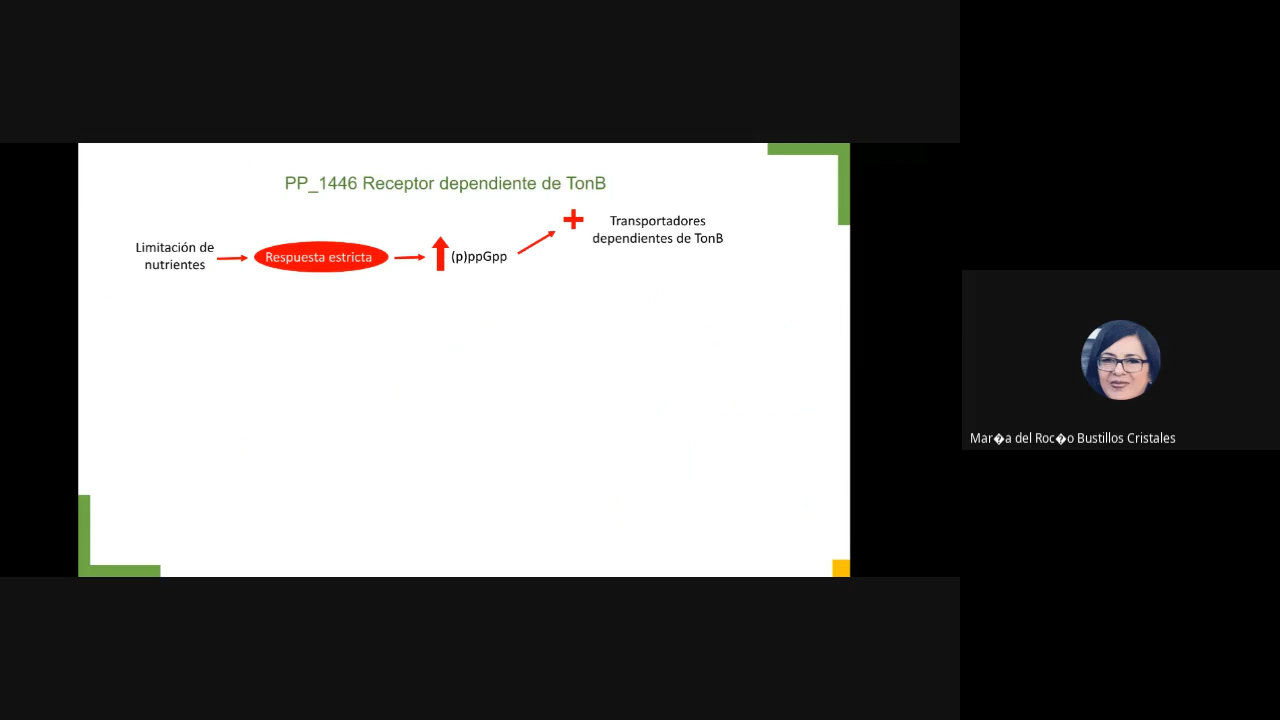 PP_1446 Receptor dependiente de TonB
Limitación de
nutrientes
Respuesta estricta
(p)ppGpp
+
Transportadores
dependientes de TonB
Mar�a del Roc�o Bustillos Cristales